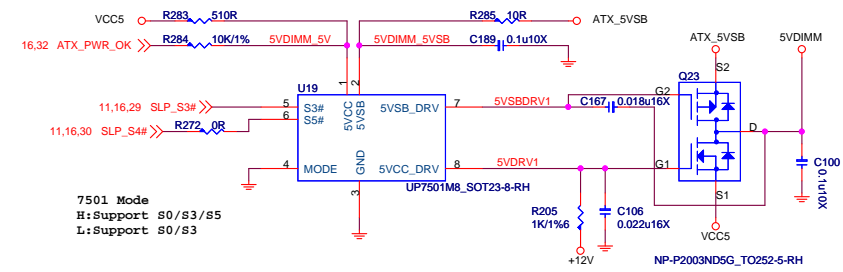 VCC5 R283 510R R285 10R ATX_5VSB
16,32 ATX_PWR_OK R284 10K/1% 5VDIMM_5V 5VDIMM_5VSB C189 0.1u10X
ATX_5VSB 5VDIMM
S2
U19 1 2 Q23
11,16,29 SLP_S3# 5 S3# 5VCC 5VSB 5VSB_DRV 7 5VSBDRV1 C167 0.018u16X G2
6 S5#
11,16,30 SLP_S4# R272 0R
D
4 MODE GND 5VCC_DRV 8 5VDRV1 G1
C100
0.1u10X
3 UP7501M8_SOT23-8-RH
S1
7501 Mode
H:Support S0/S3/S5
L:Support S0/S3
R205
1K/1%6
C106
0.022u16X
+12V
VCC5
NP-P2003ND5G_TO252-5-RH